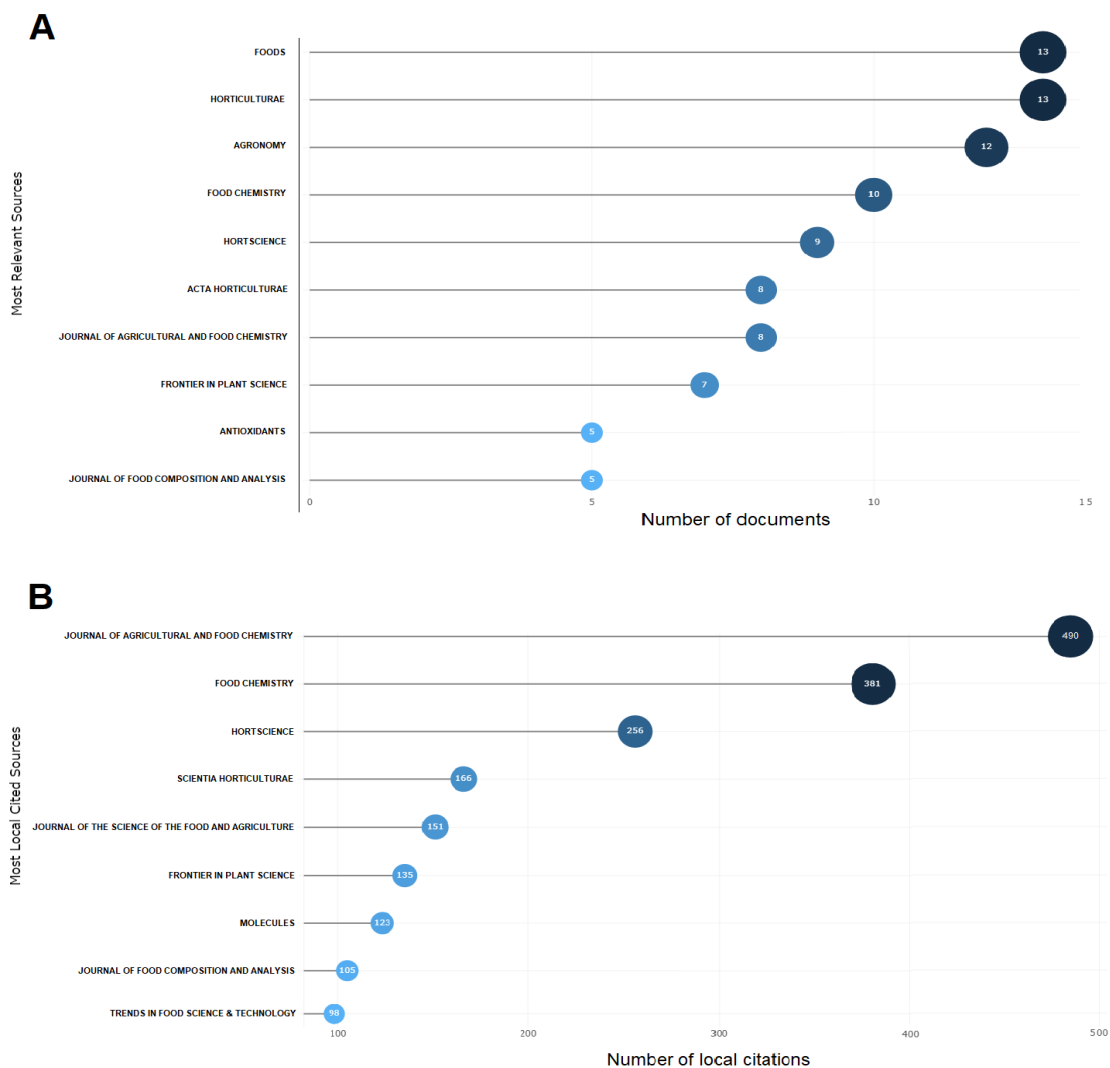 A
Most Relevant Sources
FOODS 13
HORTICULTURAE 13
AGRONOMY 12
FOOD CHEMISTRY 10
HORTSCIENCE 9
ACTA HORTICULTURAE 8
JOURNAL OF AGRICULTURAL AND FOOD CHEMISTRY 8
FRONTIER IN PLANT SCIENCE 7
ANTIOXIDANTS 5
JOURNAL OF FOOD COMPOSITION AND ANALYSIS 5
0 5 10 15
Number of documents
B
Most Local Cited Sources
JOURNAL OF AGRICULTURAL AND FOOD CHEMISTRY 490
FOOD CHEMISTRY 381
HORTSCIENCE 256
SCIENTIA HORTICULTURAE 166
JOURNAL OF THE SCIENCE OF THE FOOD AND AGRICULTURE 151
FRONTIER IN PLANT SCIENCE 135
MOLECULES 123
JOURNAL OF FOOD COMPOSITION AND ANALYSIS 105
TRENDS IN FOOD SCIENCE & TECHNOLOGY 98
100 200 300 400 500
Number of local citations